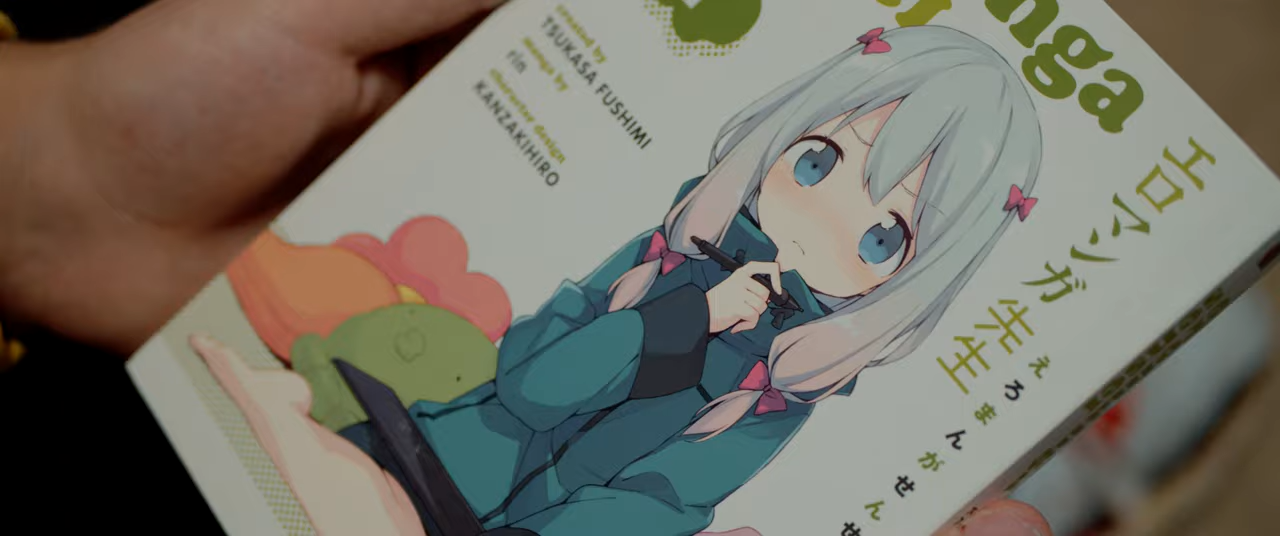 nga
created by
TSUKASA FUSHIMI
manga by
rin
character design
KANZAKIHIRO
エロマンガ
先生
えろまんがせんせ